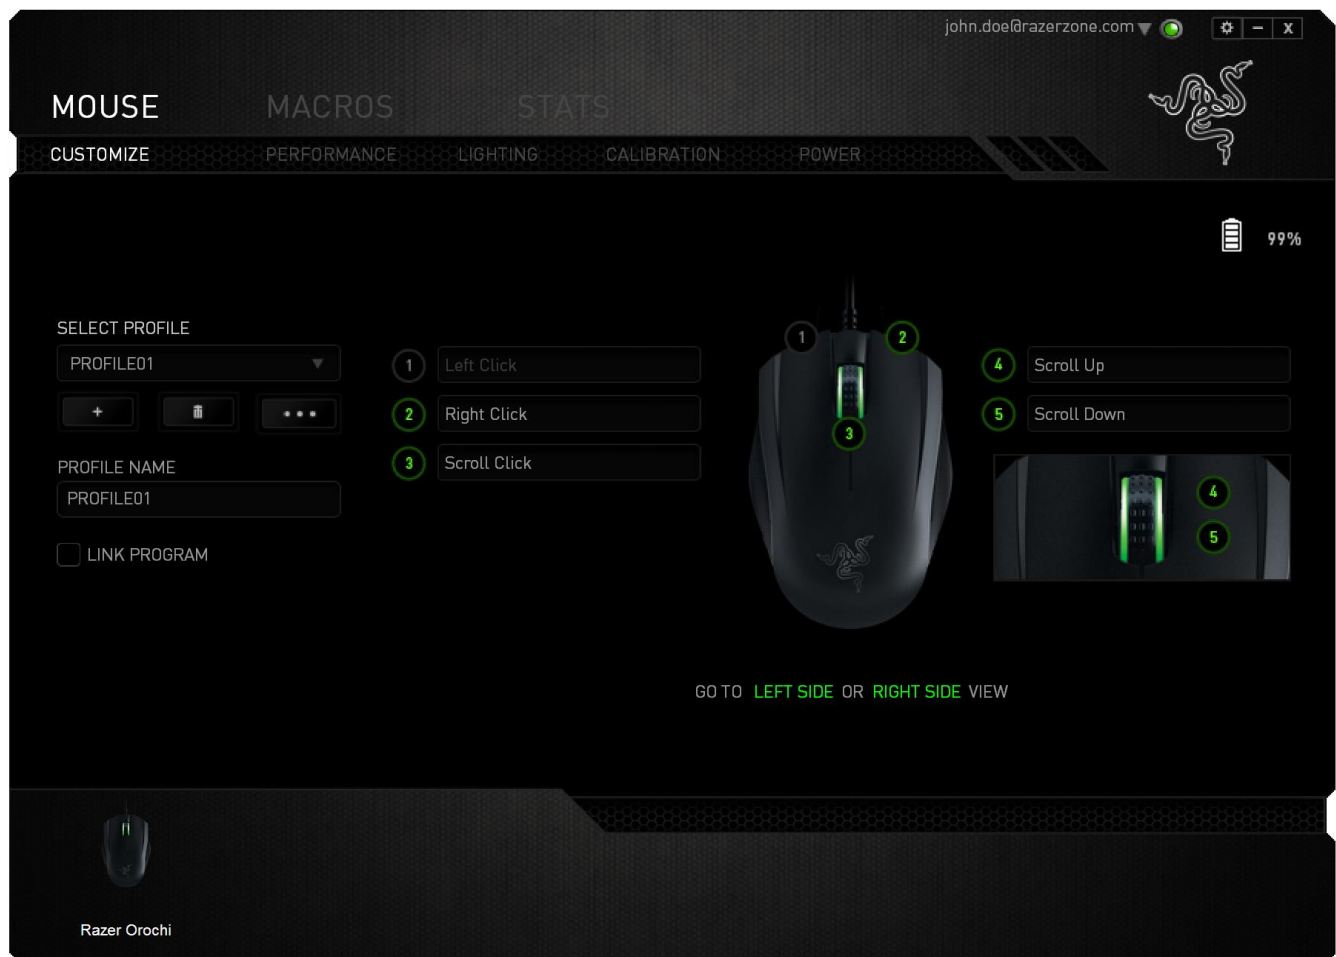 john.doe@razerzone.com
MOUSE MACROS STATS
CUSTOMIZE PERFORMANCE LIGHTING CALIBRATION POWER
99%
SELECT PROFILE
PROFILE01
PROFILE NAME
PROFILE01
LINK PROGRAM
1 Left Click
2 Right Click
3 Scroll Click
1 2
3
4 Scroll Up
5 Scroll Down
4
5
GO TO LEFT SIDE OR RIGHT SIDE VIEW
Razer Orochi